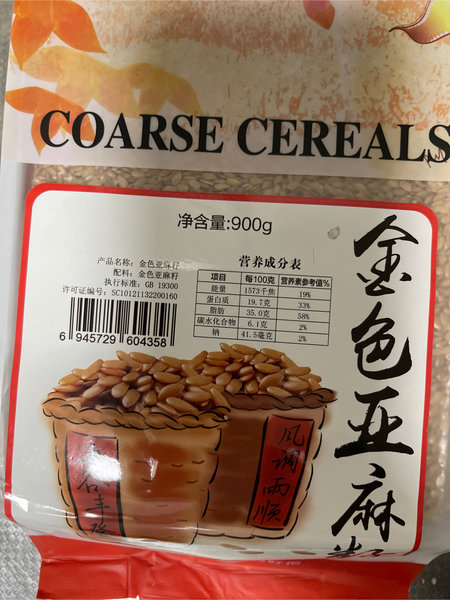 COARSE CEREALS
净含量:900g
产品名称: 金色亚麻籽
配料: 金色亚麻籽
执行标准: GB 19300
许可证编号: SC10121132200160
6 945729 604358
营养成分表
项目 每100克 营养素参考值%
能量 1573千焦 19%
蛋白质 19.7克 33%
脂肪 35.0克 58%
碳水化合物 6.1克 2%
钠 41.5毫克 2%
金色亚麻籽
风调雨顺